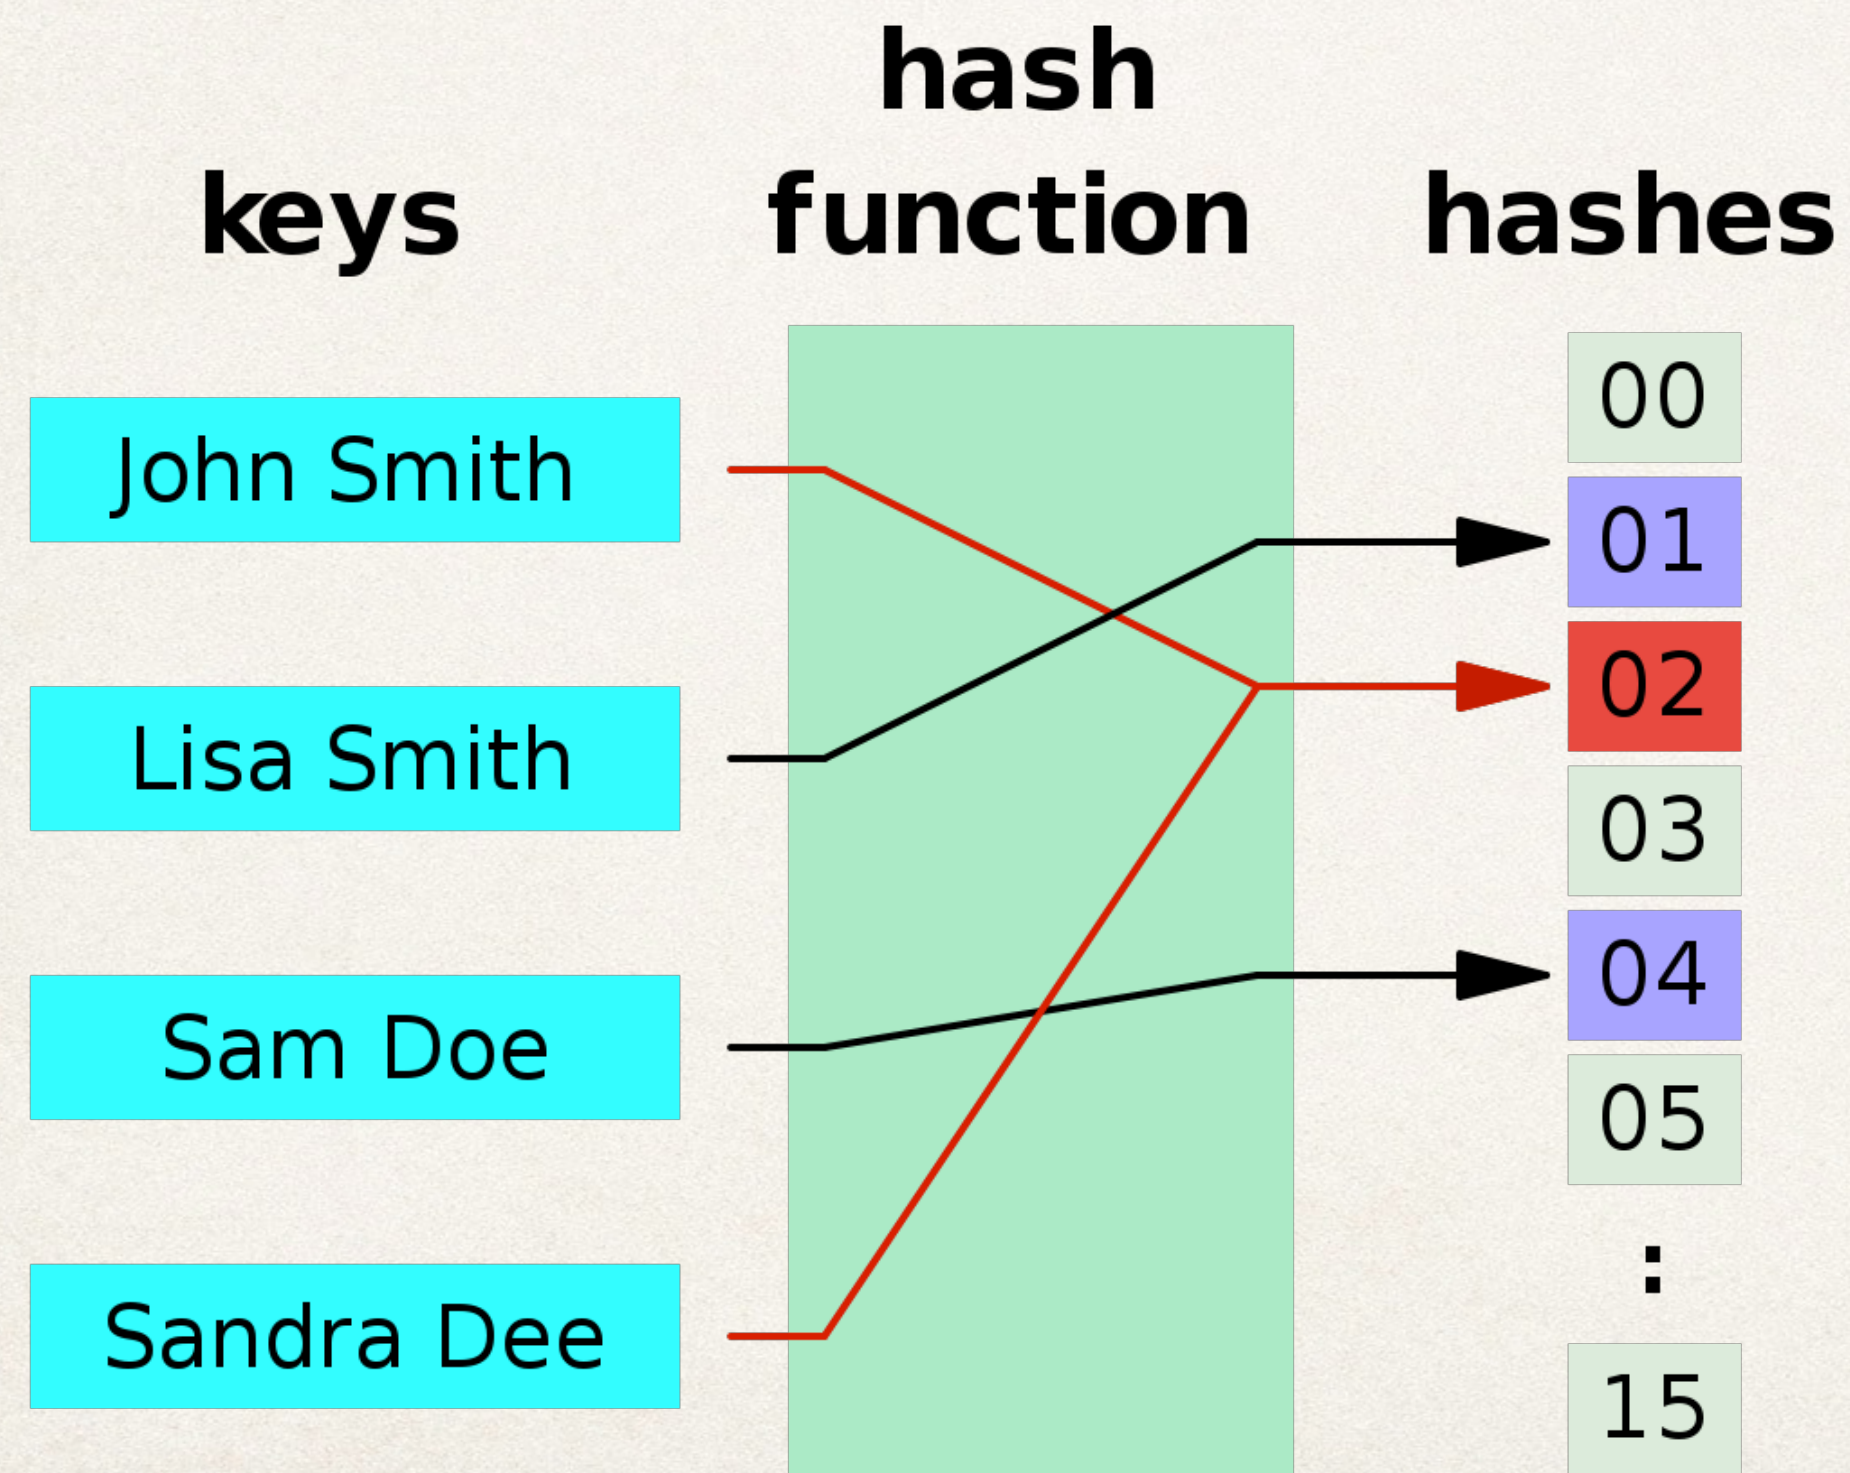 hash
keys function hashes
00
John Smith
01
02
Lisa Smith
03
04
Sam Doe
05
:
Sandra Dee
15